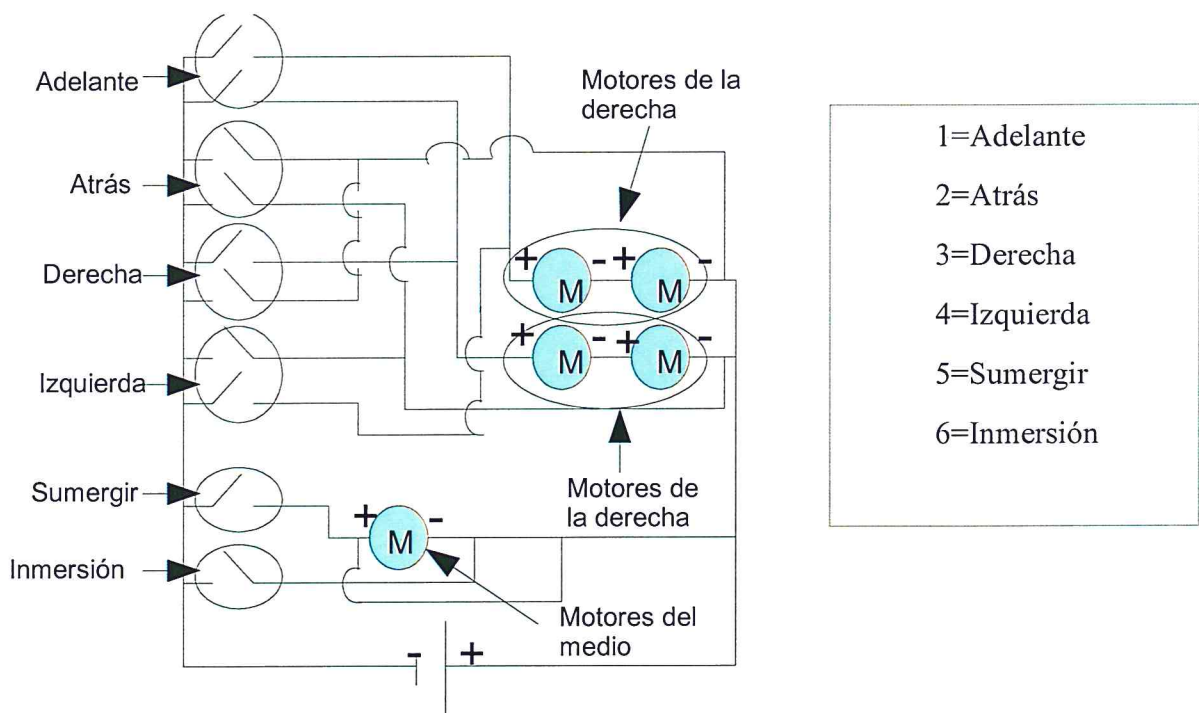 Adelante
Atrás
Derecha
Izquierda
Sumergir
Inmersión
Motores de la
derecha
+ - + -
M M
+ - + -
M M
Motores de
la derecha
+ -
M
Motores del
medio
- +
1=Adelante
2=Atrás
3=Derecha
4=Izquierda
5=Sumergir
6=Inmersión